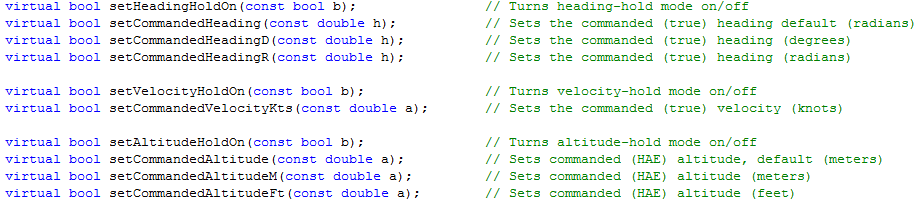 virtual bool setHeadingHoldOn(const bool b);                // Turns heading-hold mode on/off
virtual bool setCommandedHeading(const double h);           // Sets the commanded (true) heading default (radians)
virtual bool setCommandedHeadingD(const double h);          // Sets the commanded (true) heading (degrees)
virtual bool setCommandedHeadingR(const double h);          // Sets the commanded (true) heading (radians)

virtual bool setVelocityHoldOn(const bool b);               // Turns velocity-hold mode on/off
virtual bool setCommandedVelocityKts(const double a);       // Sets the commanded (true) velocity (knots)

virtual bool setAltitudeHoldOn(const bool b);               // Turns altitude-hold mode on/off
virtual bool setCommandedAltitude(const double a);          // Sets commanded (HAE) altitude, default (meters)
virtual bool setCommandedAltitudeM(const double a);         // Sets commanded (HAE) altitude (meters)
virtual bool setCommandedAltitudeFt(const double a);        // Sets commanded (HAE) altitude (feet)